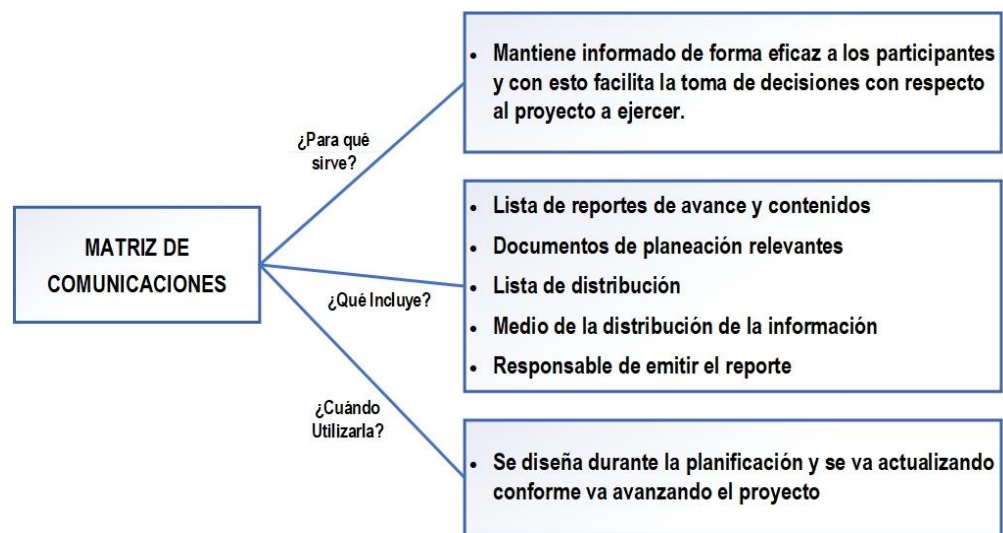 MATRIZ DE
COMUNICACIONES
¿Para qué
sirve?
• Mantiene informado de forma eficaz a los participantes
y con esto facilita la toma de decisiones con respecto
al proyecto a ejercer.
¿Qué Incluye?
• Lista de reportes de avance y contenidos
• Documentos de planeación relevantes
• Lista de distribución
• Medio de la distribución de la información
• Responsable de emitir el reporte
¿Cuándo
Utilizarla?
• Se diseña durante la planificación y se va actualizando
conforme va avanzando el proyecto